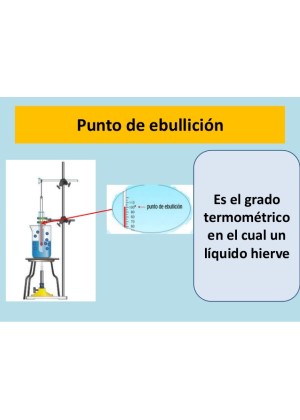 Punto de ebullición
punto de ebullición
Es el grado
termométrico
en el cual un
líquido hierve